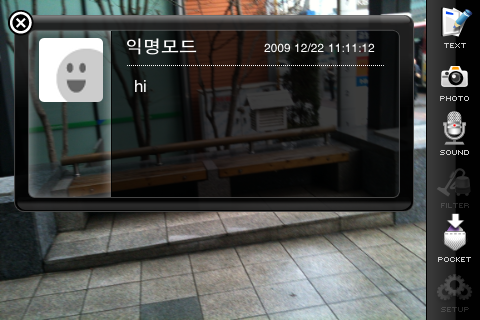 익명모드 2009 12/22 11:11:12
hi
TEXT
PHOTO
SOUND
FILTER
POCKET
SETUP